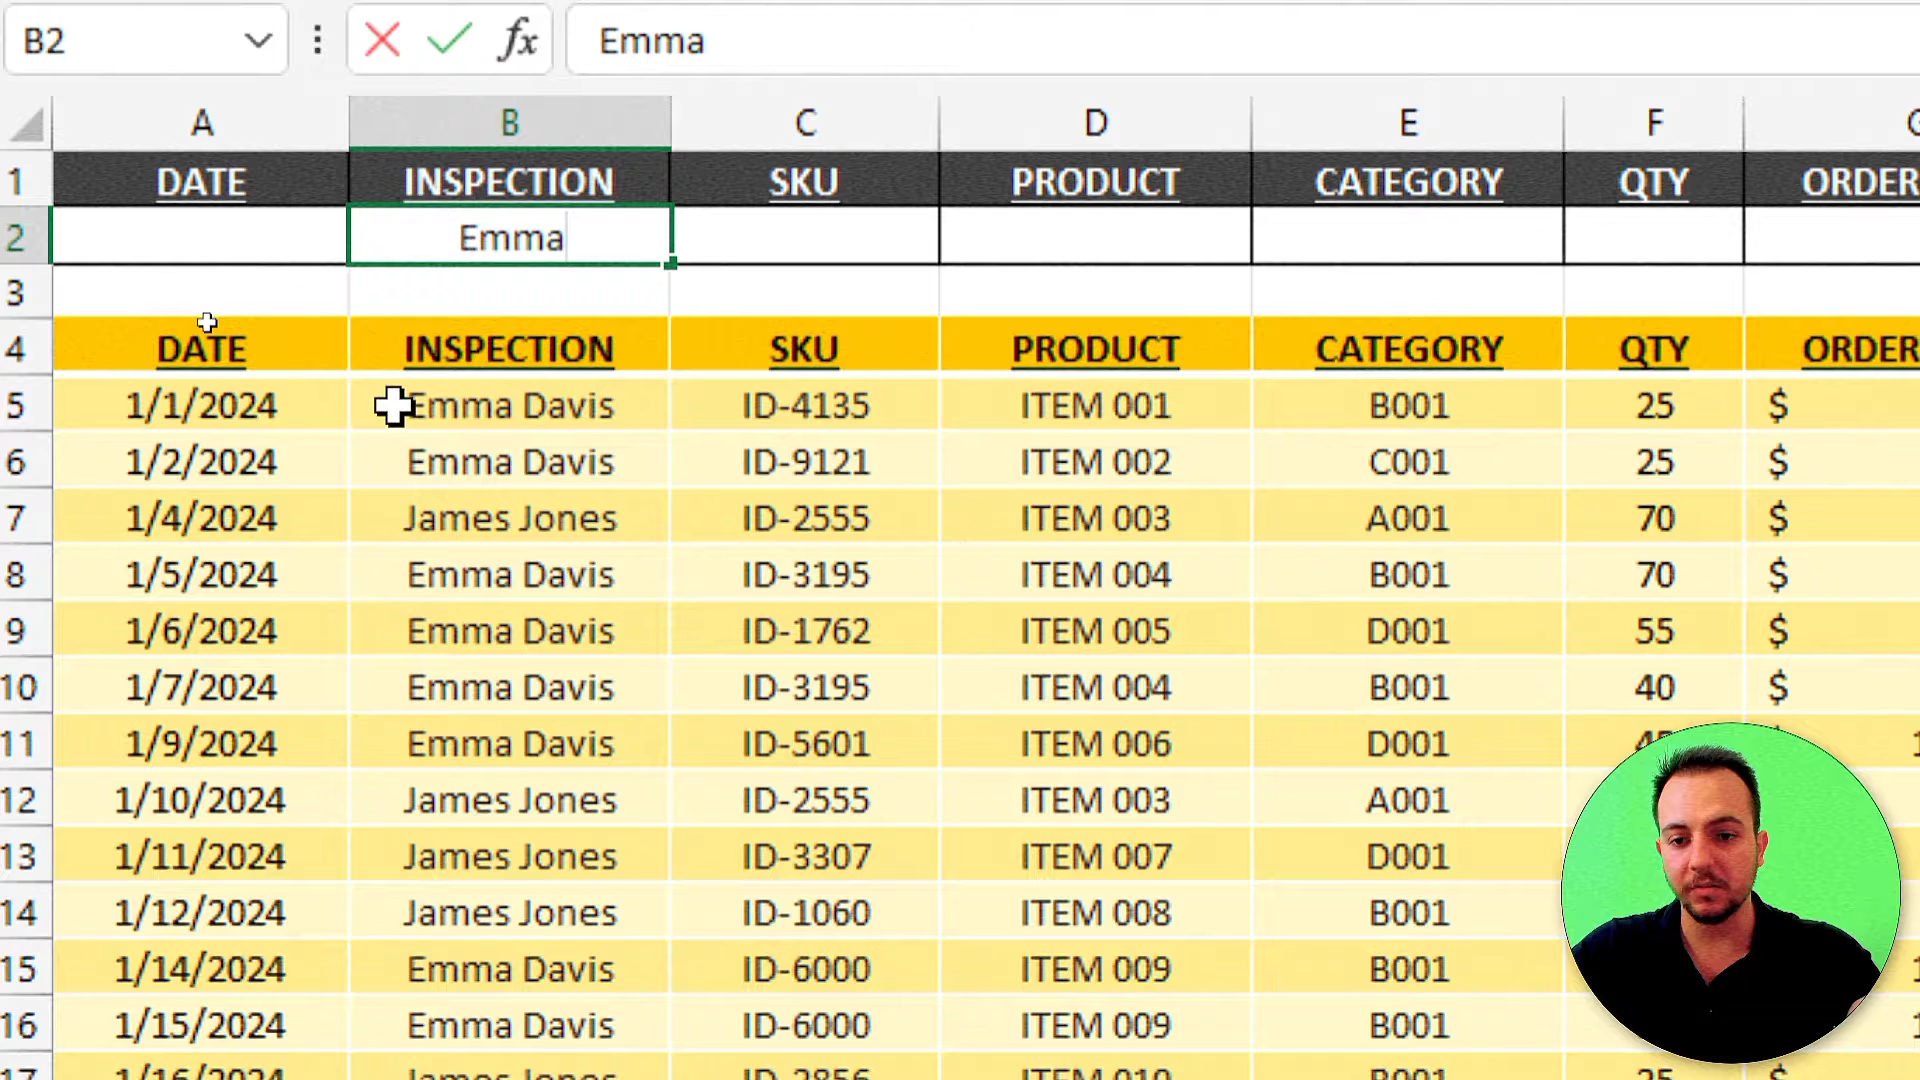 B2 fx Emma
A B C D E F
1 DATE INSPECTION SKU PRODUCT CATEGORY QTY ORDER
2 Emma
3
4 DATE INSPECTION SKU PRODUCT CATEGORY QTY ORDER
5 1/1/2024 Emma Davis ID-4135 ITEM 001 B001 25 $
6 1/2/2024 Emma Davis ID-9121 ITEM 002 C001 25 $
7 1/4/2024 James Jones ID-2555 ITEM 003 A001 70 $
8 1/5/2024 Emma Davis ID-3195 ITEM 004 B001 70 $
9 1/6/2024 Emma Davis ID-1762 ITEM 005 D001 55 $
10 1/7/2024 Emma Davis ID-3195 ITEM 004 B001 40 $
11 1/9/2024 Emma Davis ID-5601 ITEM 006 D001
12 1/10/2024 James Jones ID-2555 ITEM 003 A001
13 1/11/2024 James Jones ID-3307 ITEM 007 D001
14 1/12/2024 James Jones ID-1060 ITEM 008 B001
15 1/14/2024 Emma Davis ID-6000 ITEM 009 B001
16 1/15/2024 Emma Davis ID-6000 ITEM 009 B001
17 1/16/2024 James Jones ID-2856 ITEM 010 B001 25 $